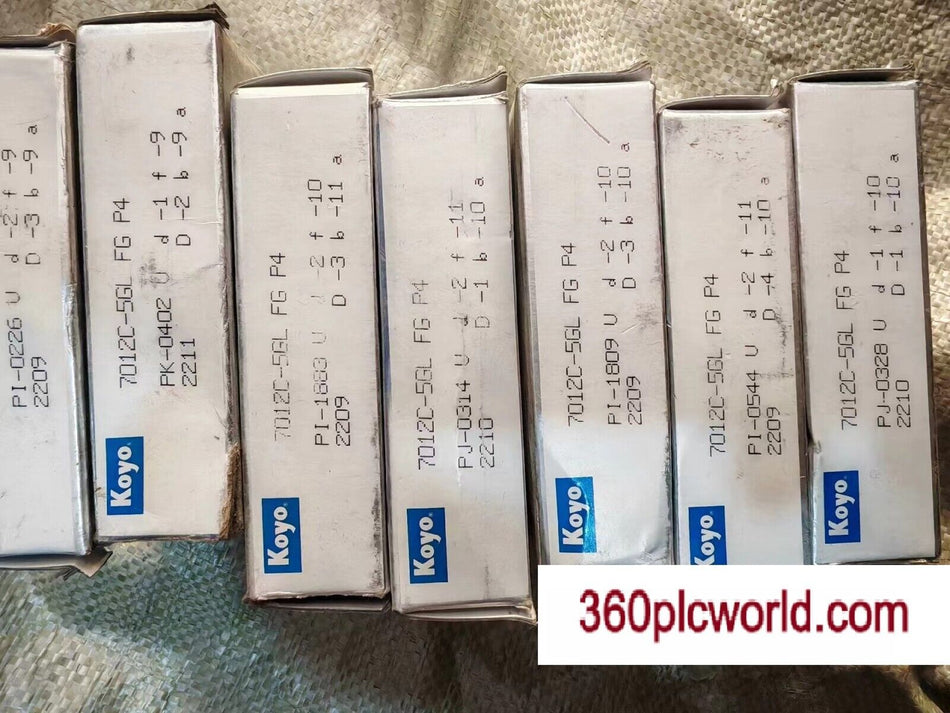 PI-0226 U d -2 f -9
D -3 b -9 a
2209
7012C-5GL FG P4
PK-0402 U d -1 f -9
D -2 b -9 a
2211
Koyo
7012C-5GL FG P4
PI-1883 U d -2 f -10
D -3 b -11 a
2209
Koyo
7012C-5GL FG P4
PJ-0314 U d -2 f -11
D -1 b -10 a
2210
Koyo
7012C-5GL FG P4
PI-1809 U d -2 f -10
D -3 b -10 a
2209
Koyo
7012C-5GL FG P4
PI-0544 U d -2 f -11
D -4 b -10 a
2209
Koyo
7012C-5GL FG P4
PJ-0328 U d -1 f -10
D -1 b -10 a
2210
Koyo
360plcworld.com